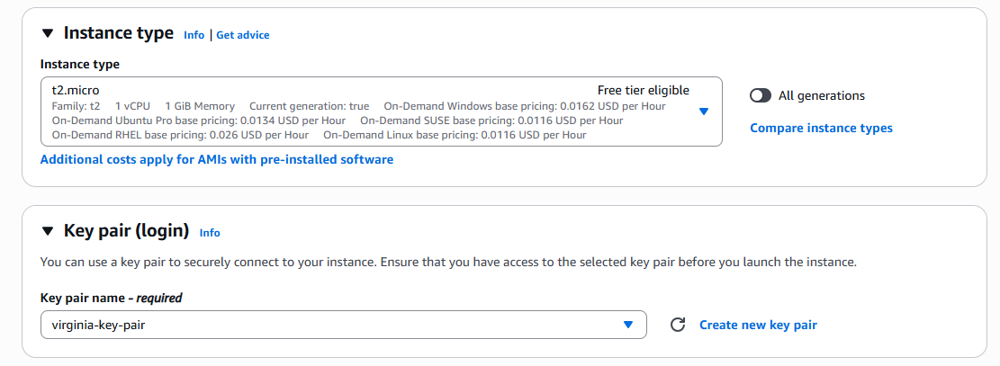 Instance type Info | Get advice
Instance type
t2.micro Free tier eligible
Family: t2 1 vCPU 1 GiB Memory Current generation: true On-Demand Windows base pricing: 0.0162 USD per Hour
On-Demand Ubuntu Pro base pricing: 0.0134 USD per Hour On-Demand SUSE base pricing: 0.0116 USD per Hour
On-Demand RHEL base pricing: 0.026 USD per Hour On-Demand Linux base pricing: 0.0116 USD per Hour
All generations
Compare instance types
Additional costs apply for AMIs with pre-installed software
Key pair (login) Info
You can use a key pair to securely connect to your instance. Ensure that you have access to the selected key pair before you launch the instance.
Key pair name - required
virginia-key-pair
Create new key pair